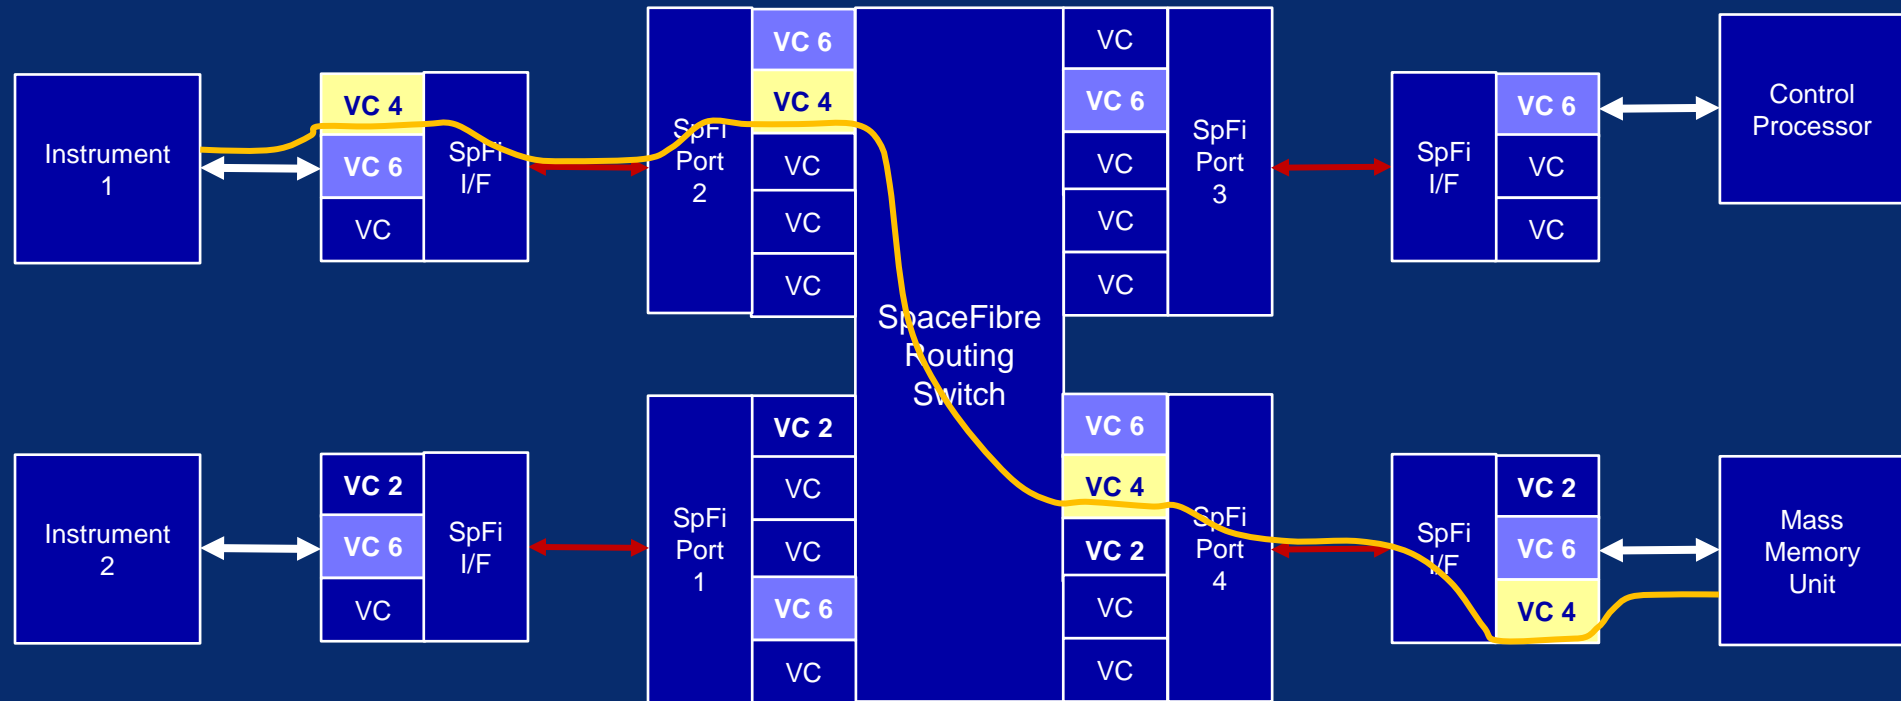 Instrument
1
VC 4
VC 6
VC
SpFi
I/F
SpFi
Port
2
VC 6
VC 4
VC
VC
VC
SpaceFibre
Routing
Switch
VC
VC 6
VC
VC
VC
SpFi
Port
3
SpFi
I/F
VC 6
VC
VC
Control
Processor
Instrument
2
VC 2
VC 6
VC
SpFi
I/F
SpFi
Port
1
VC 2
VC
VC
VC 6
VC
VC 6
VC 4
VC 2
VC
VC
SpFi
Port
4
SpFi
I/F
VC 2
VC 6
VC 4
Mass
Memory
Unit